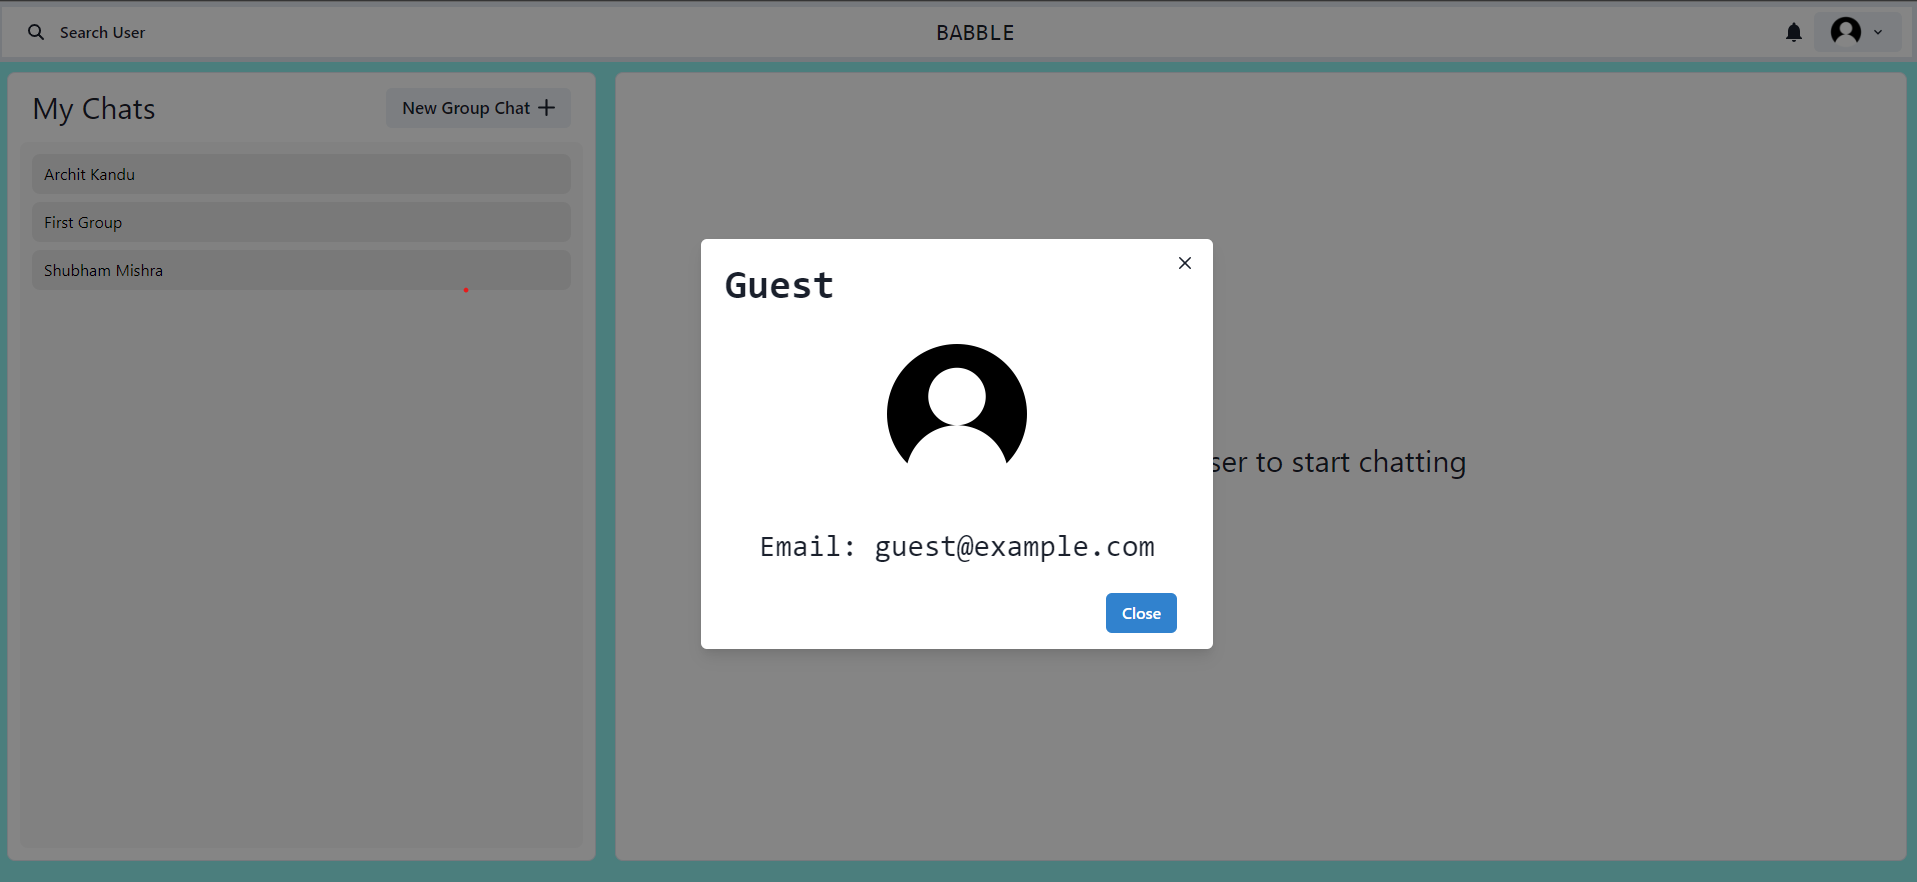 Search User
BABBLE
My Chats
New Group Chat +
Archit Kandu
First Group
Shubham Mishra
Guest
Email: guest@example.com
Close
to start chatting